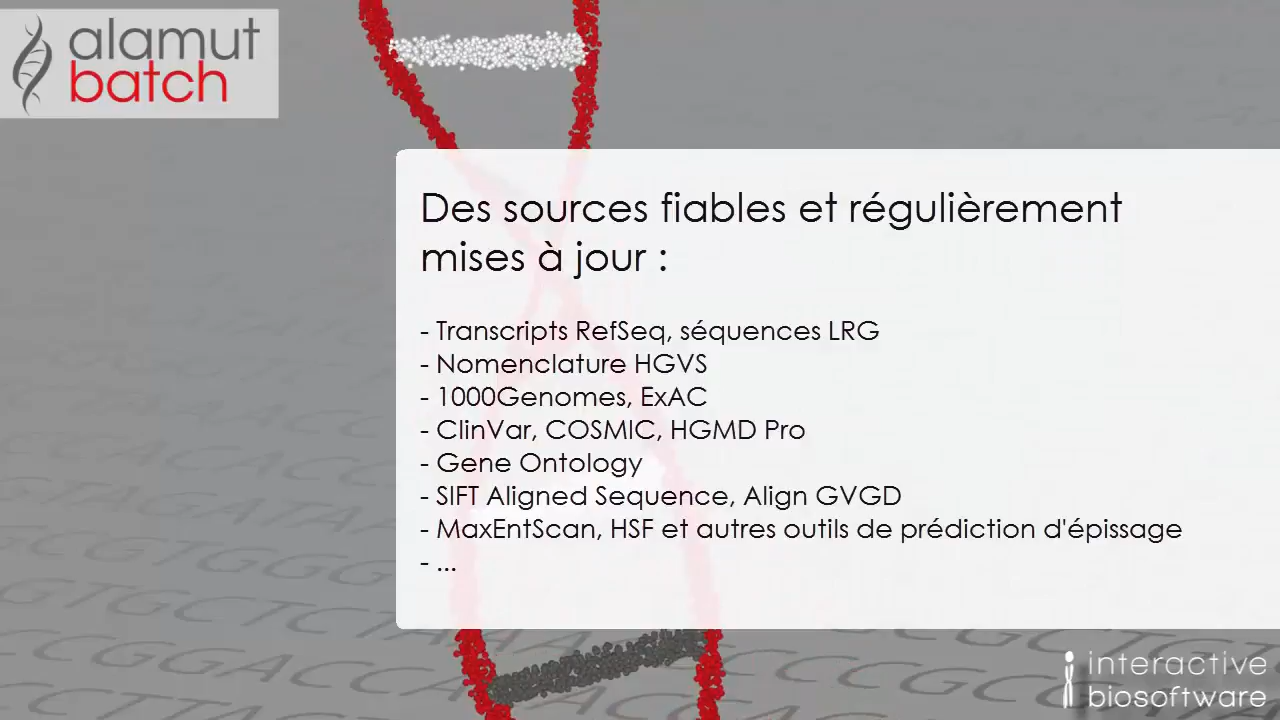 alamut
batch
Des sources fiables et régulièrement
mises à jour :
- Transcripts RefSeq, séquences LRG
- Nomenclature HGVS
- 1000Genomes, ExAC
- ClinVar, COSMIC, HGMD Pro
- Gene Ontology
- SIFT Aligned Sequence, Align GVGD
- MaxEntScan, HSF et autres outils de prédiction d'épissage
- ...
interactive
biosoftware